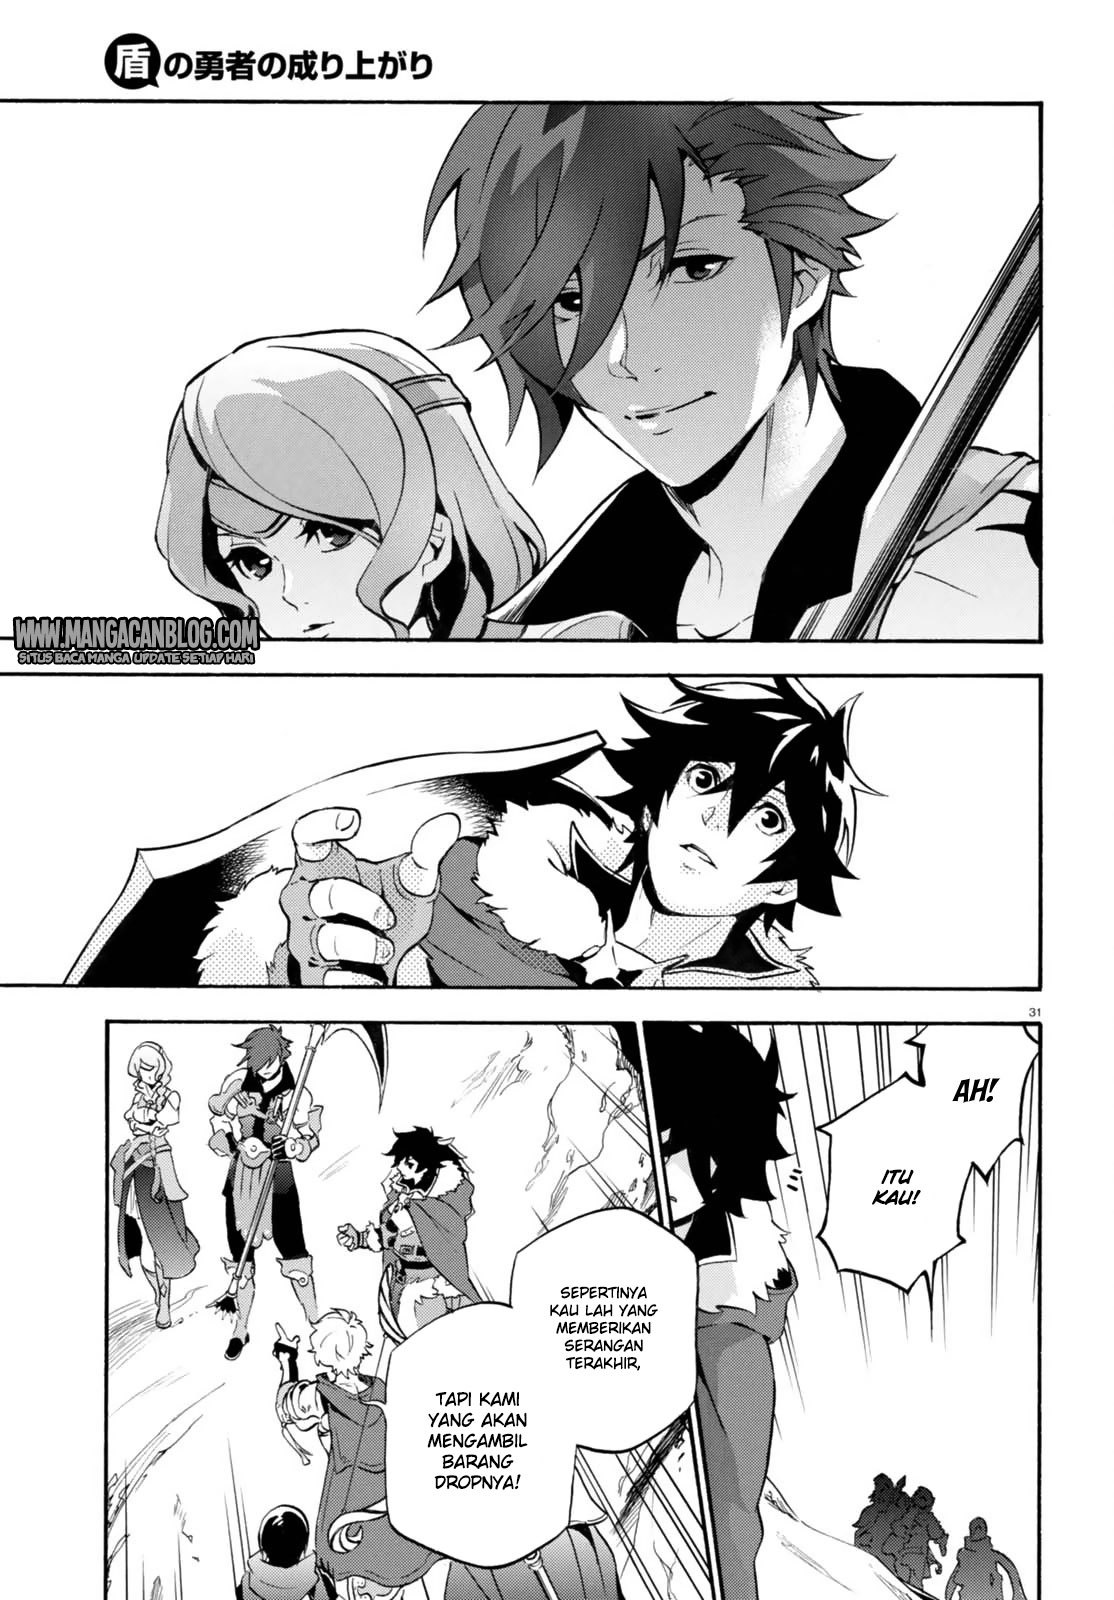 盾の勇者の成り上がり
WWW.MANGACANBLOG.COM
SITUS BACA MANGA UPDATE SETIAP HARI
31
AH!
ITU
KAU!
SEPERTINYA
KAU LAH YANG
MEMBERIKAN
SERANGAN
TERAKHIR,
TAPI KAMI
YANG AKAN
MENGAMBIL
BARANG
DROPNYA!